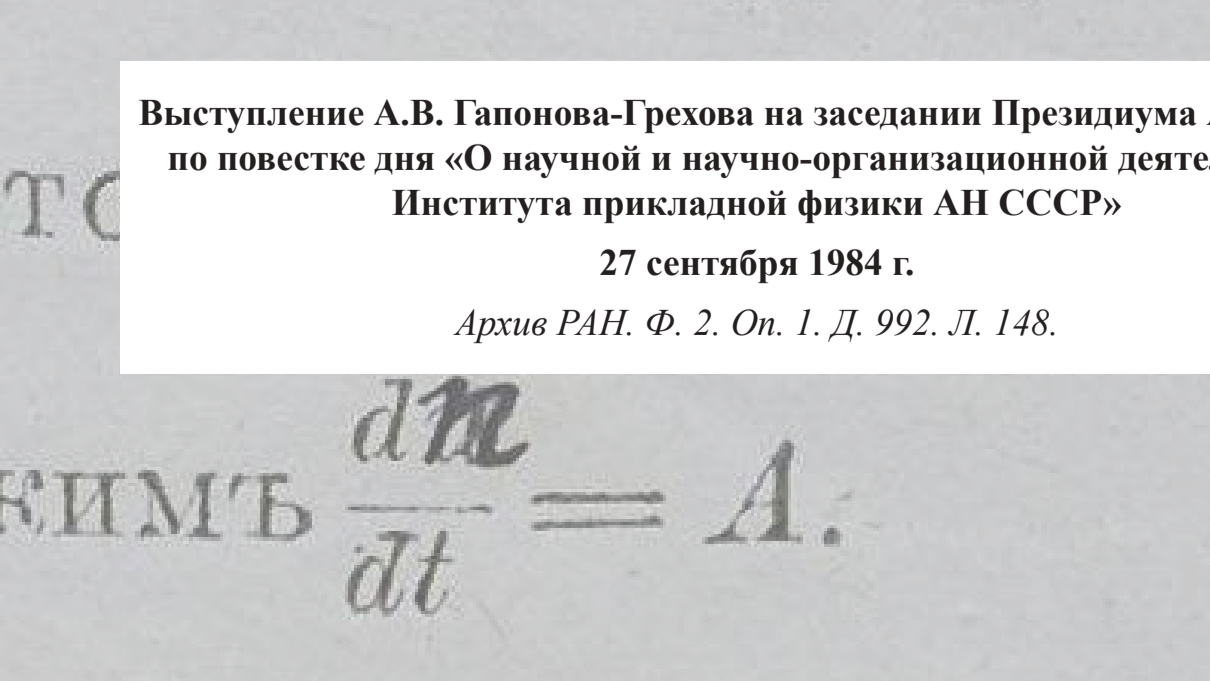 Выступление А.В. Гапонова-Грехова на заседании Президиума
по повестке дня «О научной и научно-организационной
Института прикладной физики АН СССР»
27 сентября 1984 г.
Архив РАН. Ф. 2. Оп. 1. Д. 992. Л. 148.
dn/dt = A.